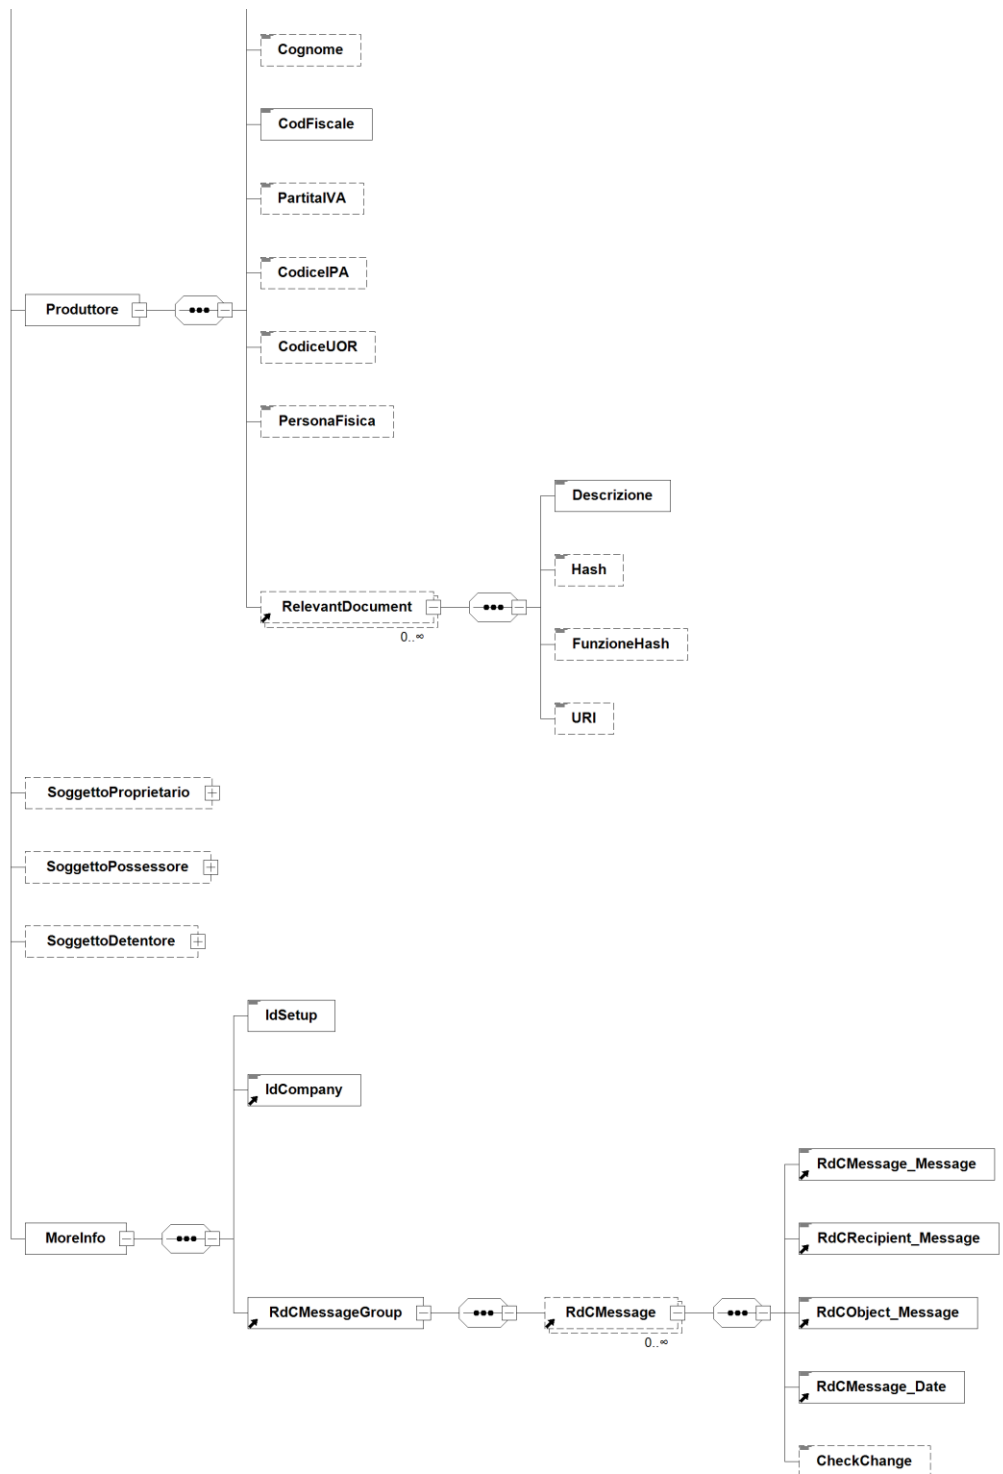 Cognome
CodFiscale
PartitaIVA
CodiceIPA
Produttore
CodiceUOR
PersonaFisica
Descrizione
Hash
RelevantDocument
0..∞
FunzioneHash
URI
SoggettoProprietario
SoggettoPossessore
SoggettoDetentore
IdSetup
IdCompany
RdCMessage_Message
MoreInfo
RdCRecipient_Message
RdCMessageGroup
RdCMessage
0..∞
RdCObject_Message
RdCMessage_Date
CheckChange